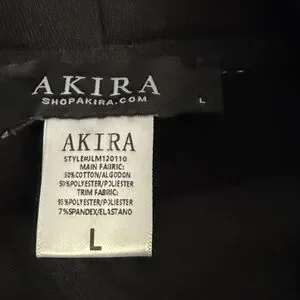 AKIRA
SHOPAKIRA.COM
L
AKIRA
STYLE#JLM120110
MAIN FABRIC:
50%COTTON/ALGODON
50%POLYESTER/POLIESTER
TRIM FABRIC:
93%POLYESTER/POLIESTER
7%SPANDEX/ELASTANO
L